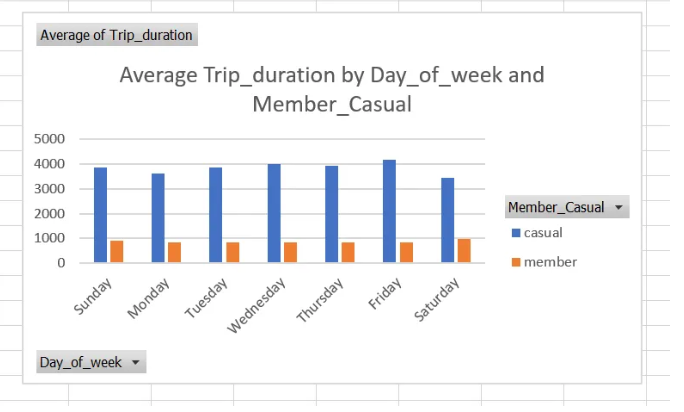 Average of Trip_duration
Average Trip_duration by Day_of_week and
Member_Casual
5000
4000
3000
2000
1000
0
Sunday
Monday
Tuesday
Wednesday
Thursday
Friday
Saturday
Member_Casual
casual
member
Day_of_week